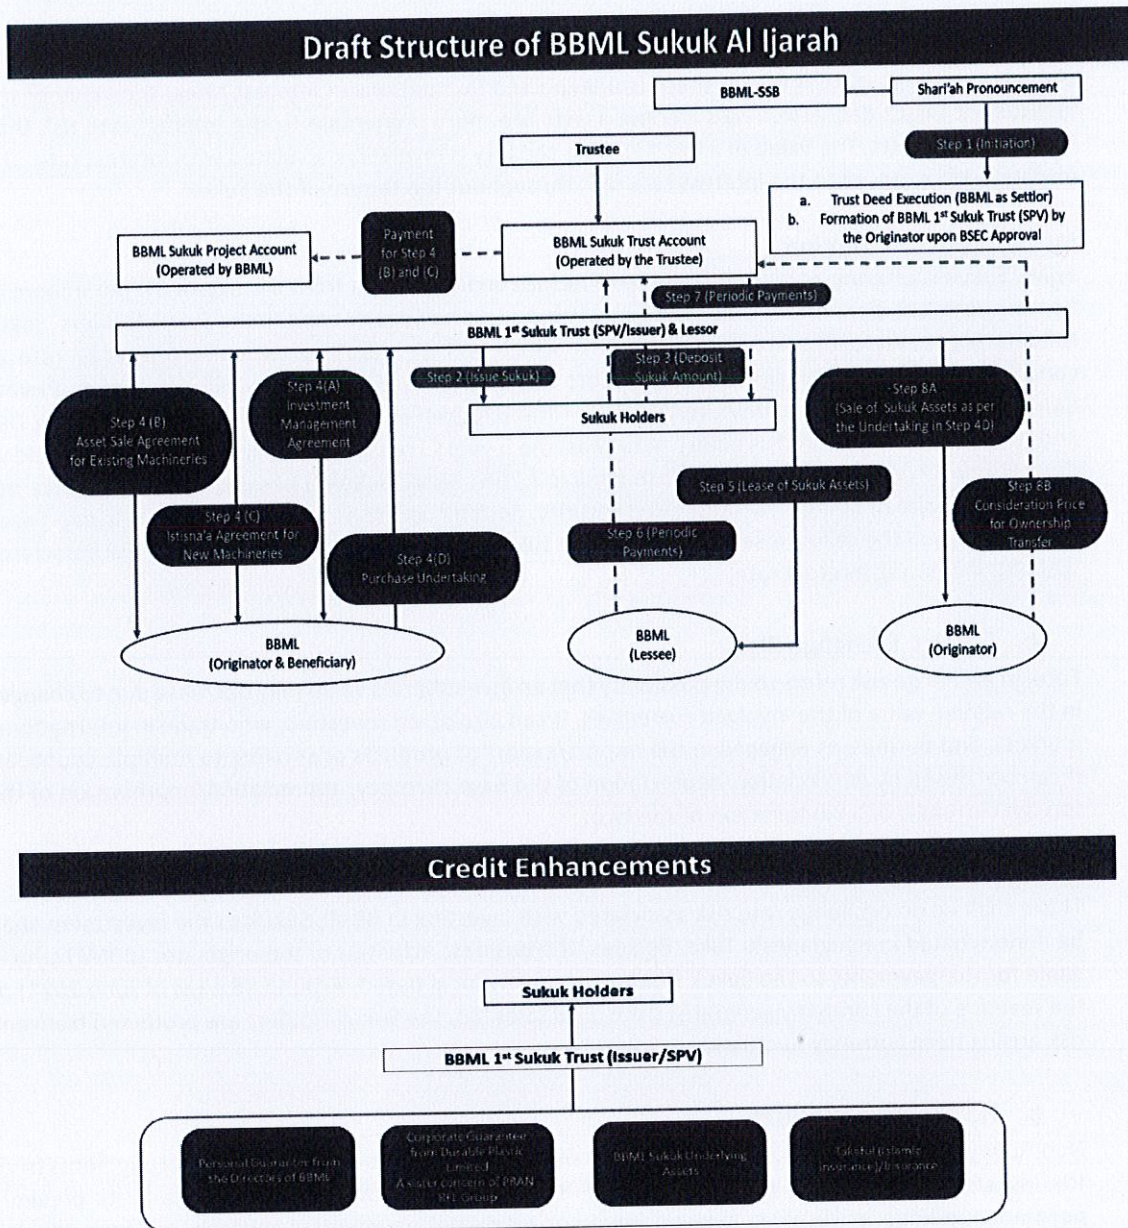 Draft Structure of BBML Sukuk Al Ijarah
BBML-SSB
Shari'ah Pronouncement
Step 1 (Initiation)
Trustee
a. Trust Deed Execution (BBML as Settlor)
b. Formation of BBML 1st Sukuk Trust (SPV) by
the Originator upon BSEC Approval
BBML Sukuk Project Account
(Operated by BBML)
Payment
for Step 4
(B) and (C)
BBML Sukuk Trust Account
(Operated by the Trustee)
Step 7 (Periodic Payments)
BBML 1st Sukuk Trust (SPV/Issuer) & Lessor
Step 4 (B)
Asset Sale Agreement
for Existing Machineries
Step 4(A)
Investment
Management
Agreement
Step 2 (Issue Sukuk)
Step 3 (Deposit
Sukuk Amount)
Sukuk Holders
Step 8A
(Sale of Sukuk Assets as per
the Undertaking in Step 4D)
Step 4 (C)
Istisna'a Agreement for
New Machineries
Step 4(D)
Purchase Undertaking
Step 5 (Lease of Sukuk Assets)
Step 6 (Periodic
Payments)
Step 8B
Consideration Price
for Ownership
Transfer
BBML
(Originator & Beneficiary)
BBML
(Lessee)
BBML
(Originator)
Credit Enhancements
Sukuk Holders
BBML 1st Sukuk Trust (Issuer/SPV)
Personal Guarantee from
the Directors of BBML
Corporate Guarantee
from Durable Plastic
Limited
A sister concern of PRAN
RFL Group
BBML Sukuk Underlying
Assets
Takaful (Islamic
Insurance)/Insurance